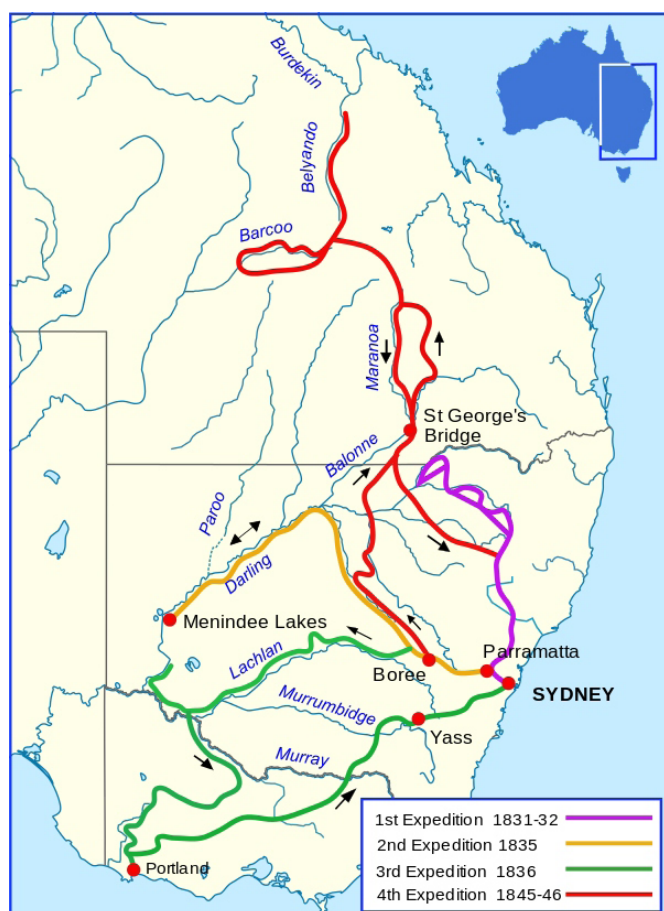 Burdekin
Belyando
Barcoo
Maranoa
St George's
Bridge
Balonne
Paroo
Darling
Menindee Lakes
Parramatta
Lachlan
Boree
SYDNEY
Murrumbidge
Yass
Murray
Portland
1st Expedition 1831-32
2nd Expedition 1835
3rd Expedition 1836
4th Expedition 1845-46